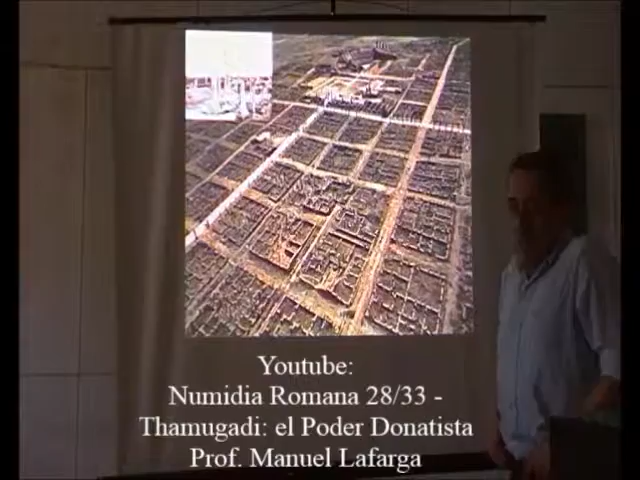 Youtube:
Numidia Romana 28/33 -
Thamugadi: el Poder Donatista
Prof. Manuel Lafarga